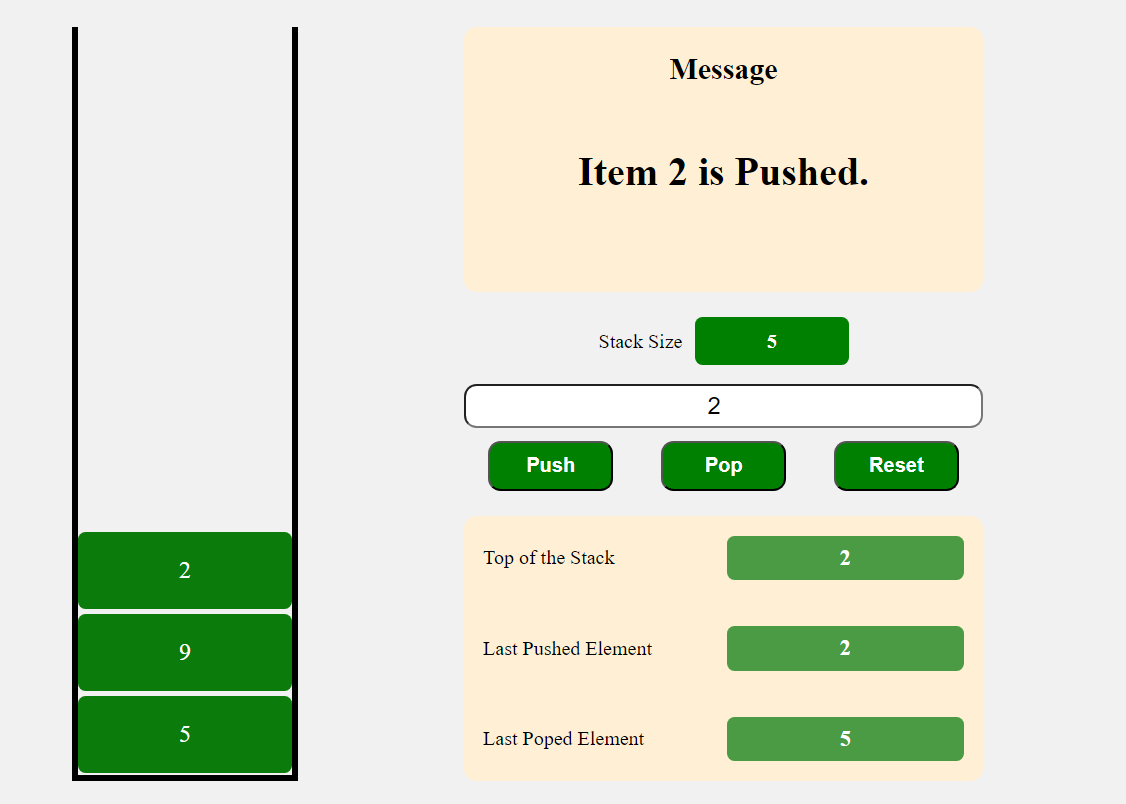 2
9
5
Message
Item 2 is Pushed.
Stack Size 5
2
Push Pop Reset
Top of the Stack 2
Last Pushed Element 2
Last Poped Element 5